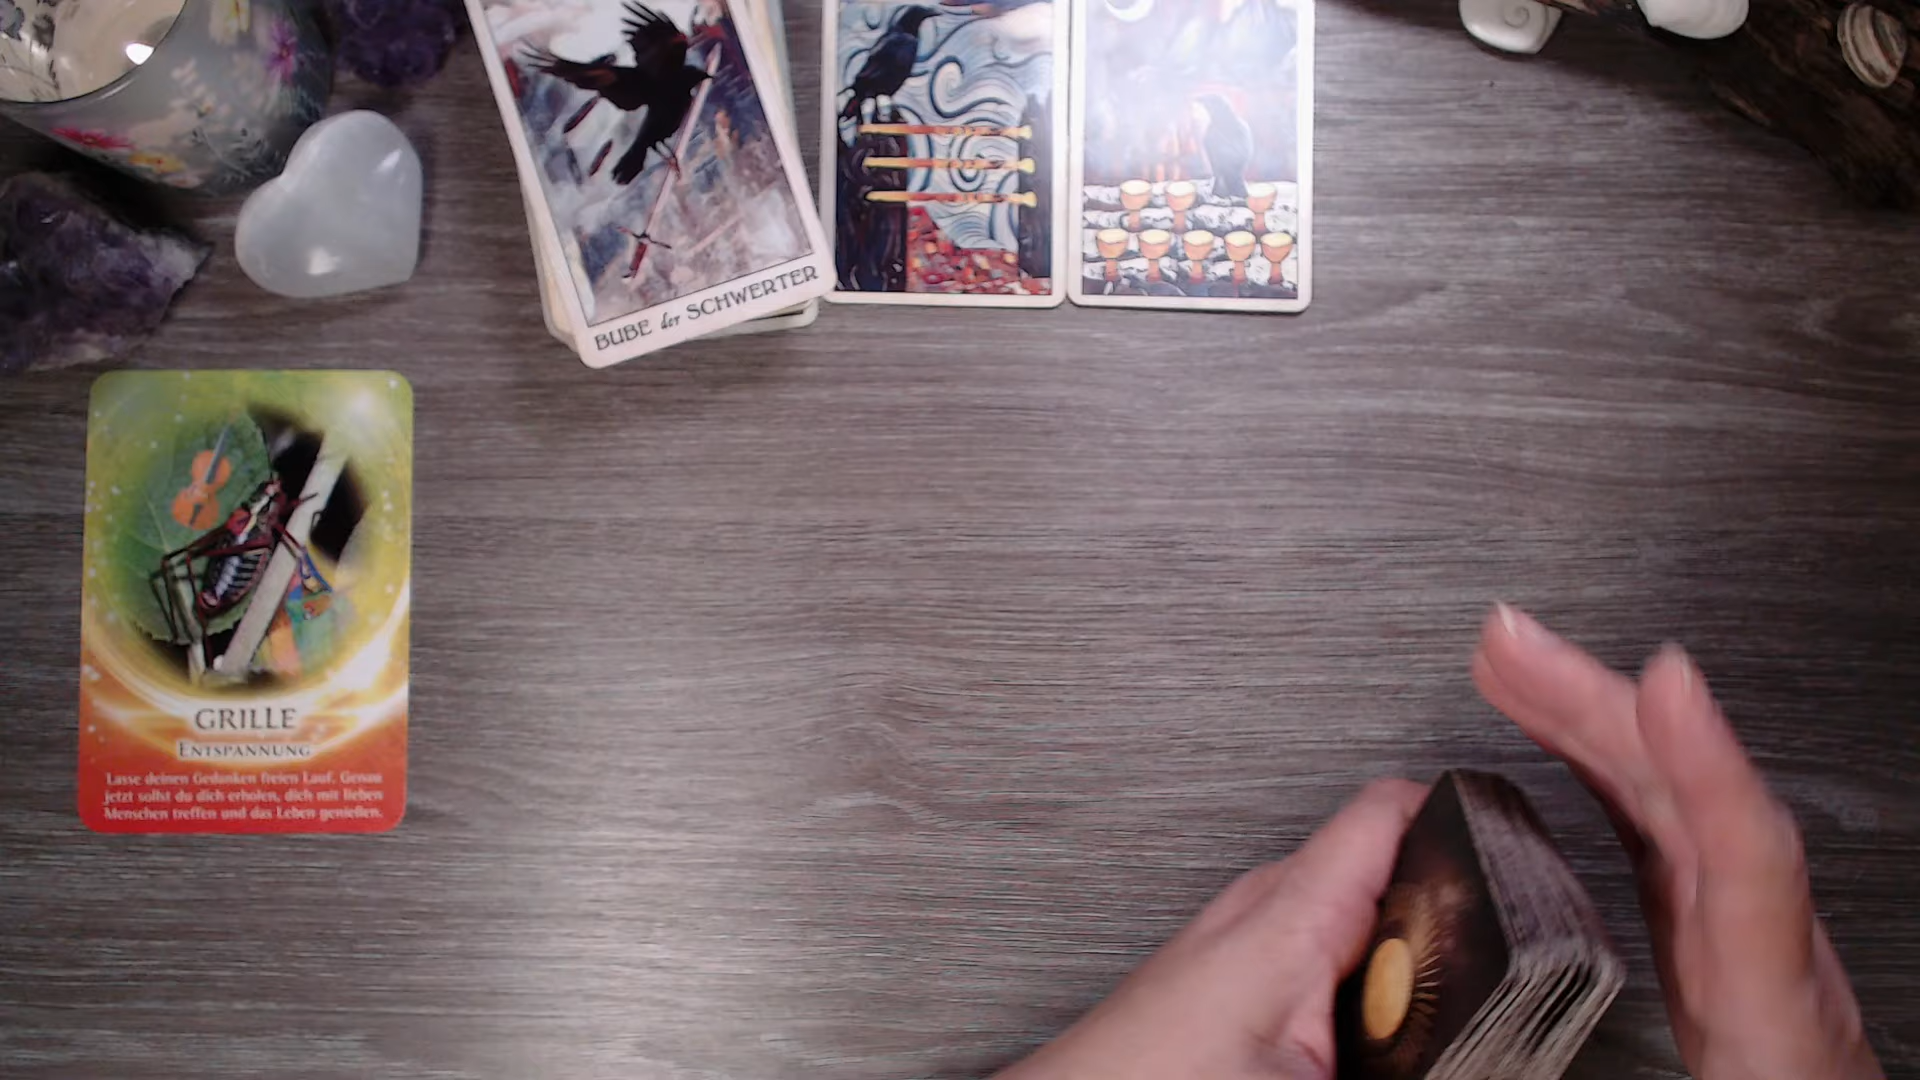 BUBE der SCHWERTER
GRILLE
ENTSPANNUNG
Lasse deinen Gedanken freien Lauf. Genau
jetzt sollst du dich erholen, dich mit lieben
Menschen treffen und das Leben genießen.